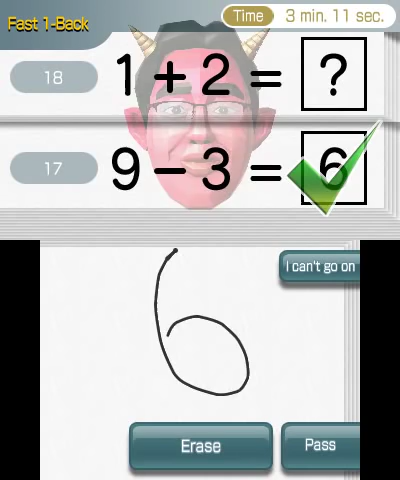 Fast 1-Back
Time 3 min. 11 sec.
18 1 + 2 = ?
17 9 - 3 = 6
6
I can't go on
Erase
Pass